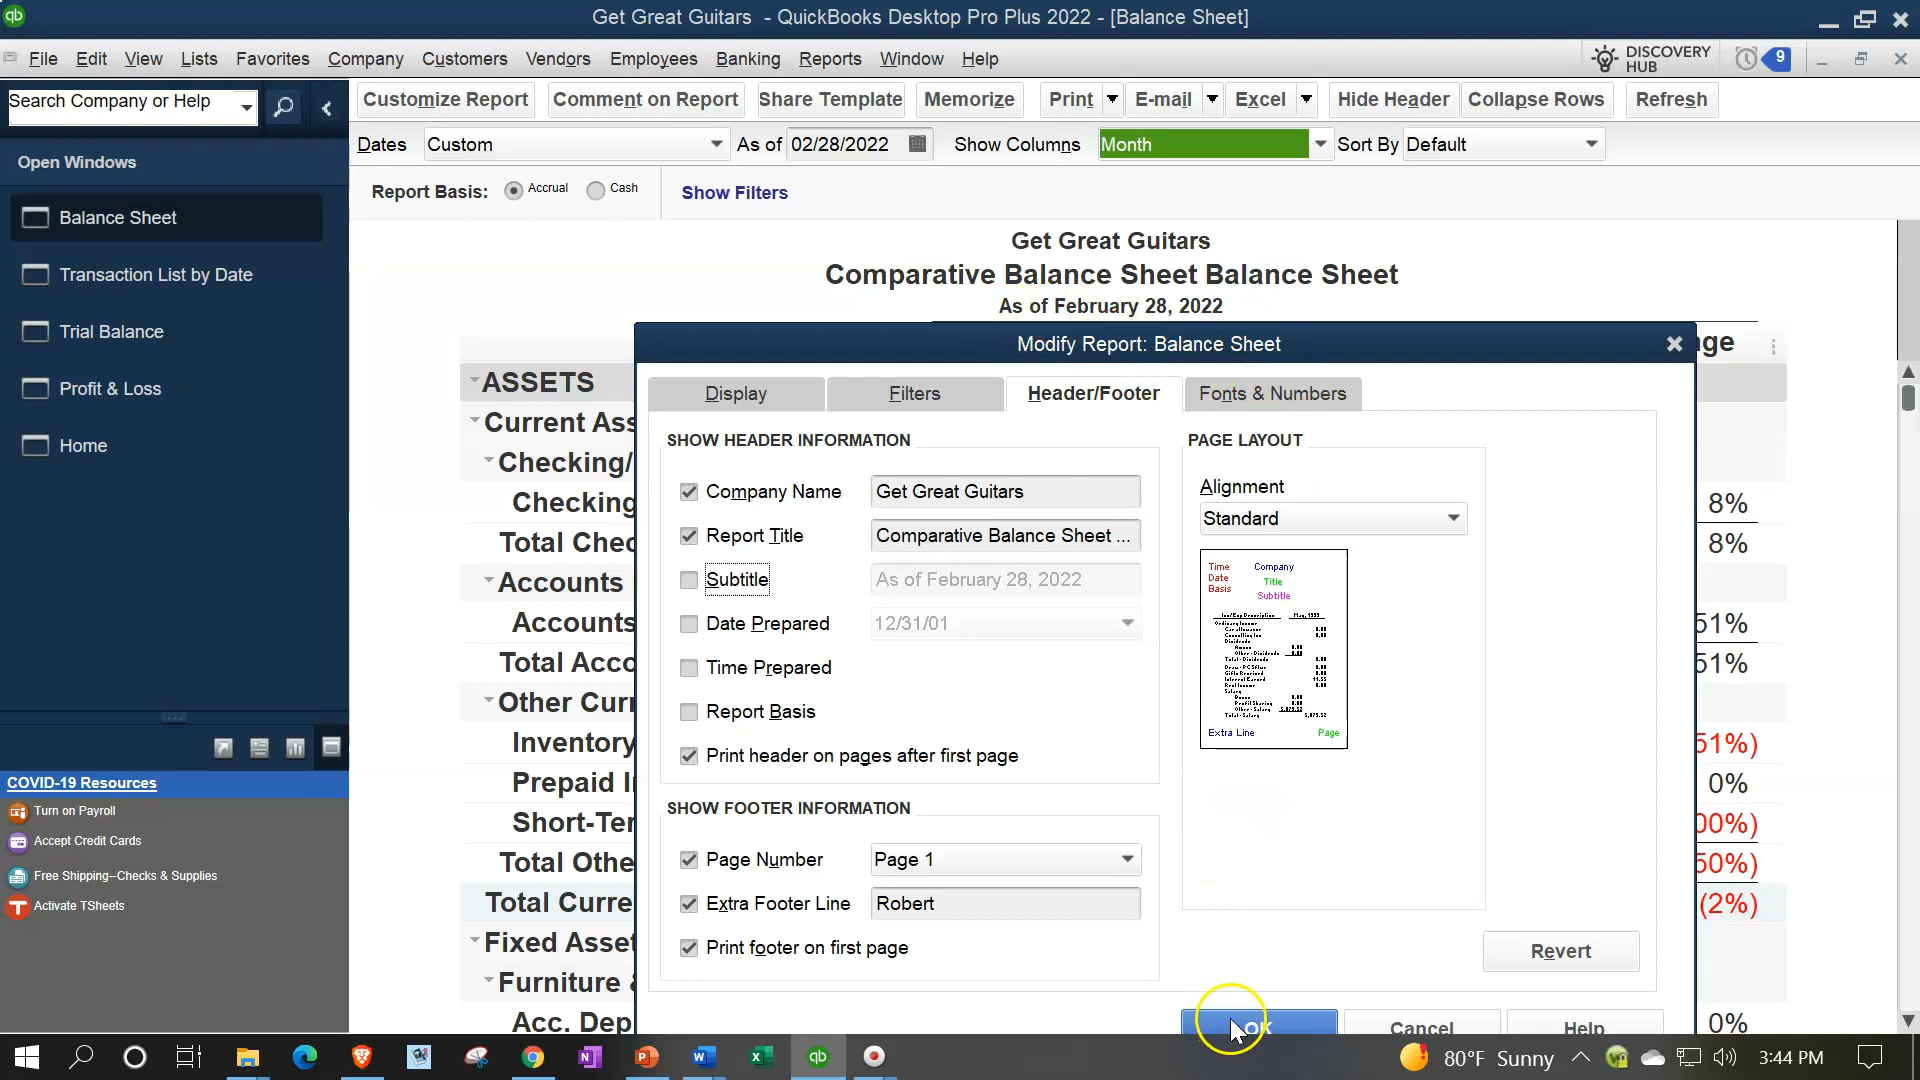 qb
Get Great Guitars - QuickBooks Desktop Pro Plus 2022 - [Balance Sheet]
File Edit View Lists Favorites Company Customers Vendors Employees Banking Reports Window Help
DISCOVERY
HUB
9
Search Company or Help
Customize Report Comment on Report Share Template Memorize Print E-mail Excel Hide Header Collapse Rows Refresh
Dates Custom As of 02/28/2022 Show Columns Month Sort By Default
Report Basis: Accrual Cash Show Filters
Open Windows
Balance Sheet
Transaction List by Date
Trial Balance
Profit & Loss
Home
COVID-19 Resources
Turn on Payroll
Accept Credit Cards
Free Shipping--Checks & Supplies
Activate TSheets
Get Great Guitars
Comparative Balance Sheet Balance Sheet
As of February 28, 2022
ASSETS
Current Ass
Checking/
Checking 8%
Total Chec 8%
Accounts
Accounts 51%
Total Acco 51%
Other Curr
Inventory 51%)
Prepaid I 0%
Short-Ter 00%)
Total Othe 50%)
Total Curre (2%)
Fixed Asset
Furniture &
Acc. Dep 0%
Modify Report: Balance Sheet
Display Filters Header/Footer Fonts & Numbers
SHOW HEADER INFORMATION
Company Name Get Great Guitars
Report Title Comparative Balance Sheet ...
Subtitle As of February 28, 2022
Date Prepared 12/31/01
Time Prepared
Report Basis
Print header on pages after first page
SHOW FOOTER INFORMATION
Page Number Page 1
Extra Footer Line Robert
Print footer on first page
PAGE LAYOUT
Alignment
Standard
Time Company
Date Title
Basis Subtitle
Extra Line Page
Revert
OK Cancel Help
80°F Sunny 3:44 PM